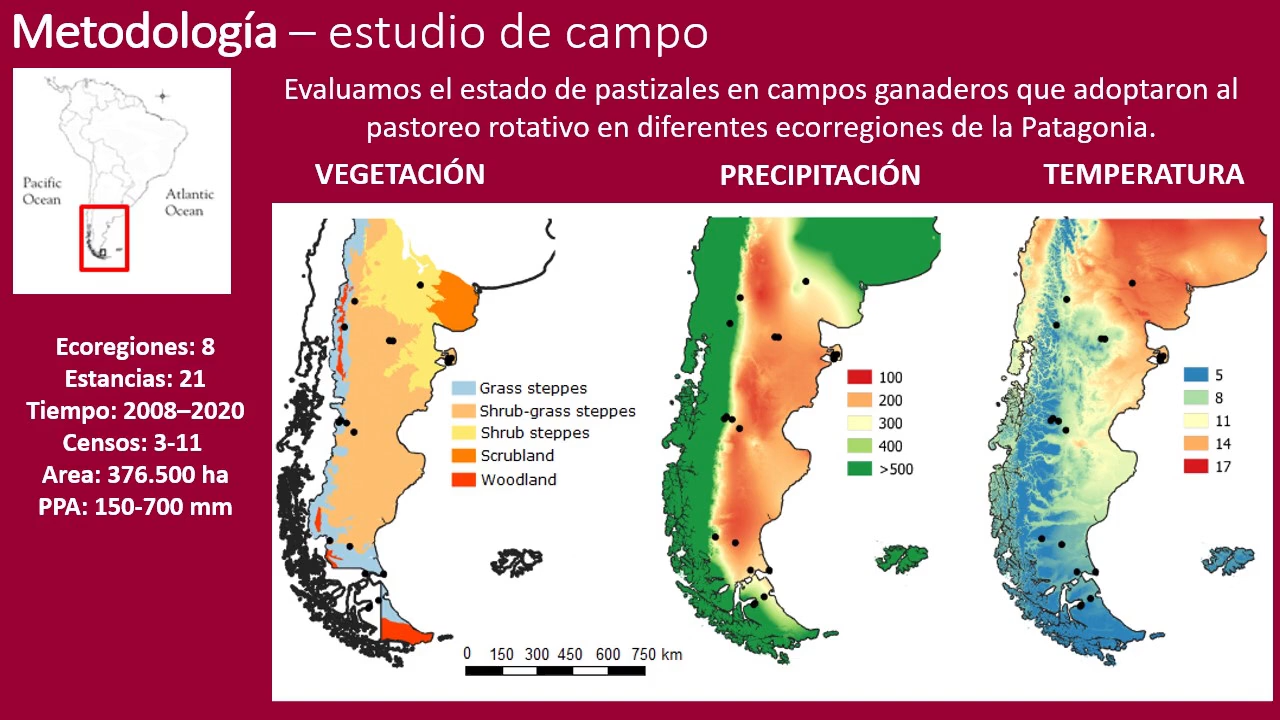 Metodología – estudio de campo
Evaluamos el estado de pastizales en campos ganaderos que adoptaron al
pastoreo rotativo en diferentes ecorregiones de la Patagonia.
Pacific
Ocean
Atlantic
Ocean
Ecoregiones: 8
Estancias: 21
Tiempo: 2008–2020
Censos: 3-11
Area: 376.500 ha
PPA: 150-700 mm
VEGETACIÓN
Grass steppes
Shrub-grass steppes
Shrub steppes
Scrubland
Woodland
0 150 300 450 600 750 km
PRECIPITACIÓN
100
200
300
400
>500
TEMPERATURA
5
8
11
14
17